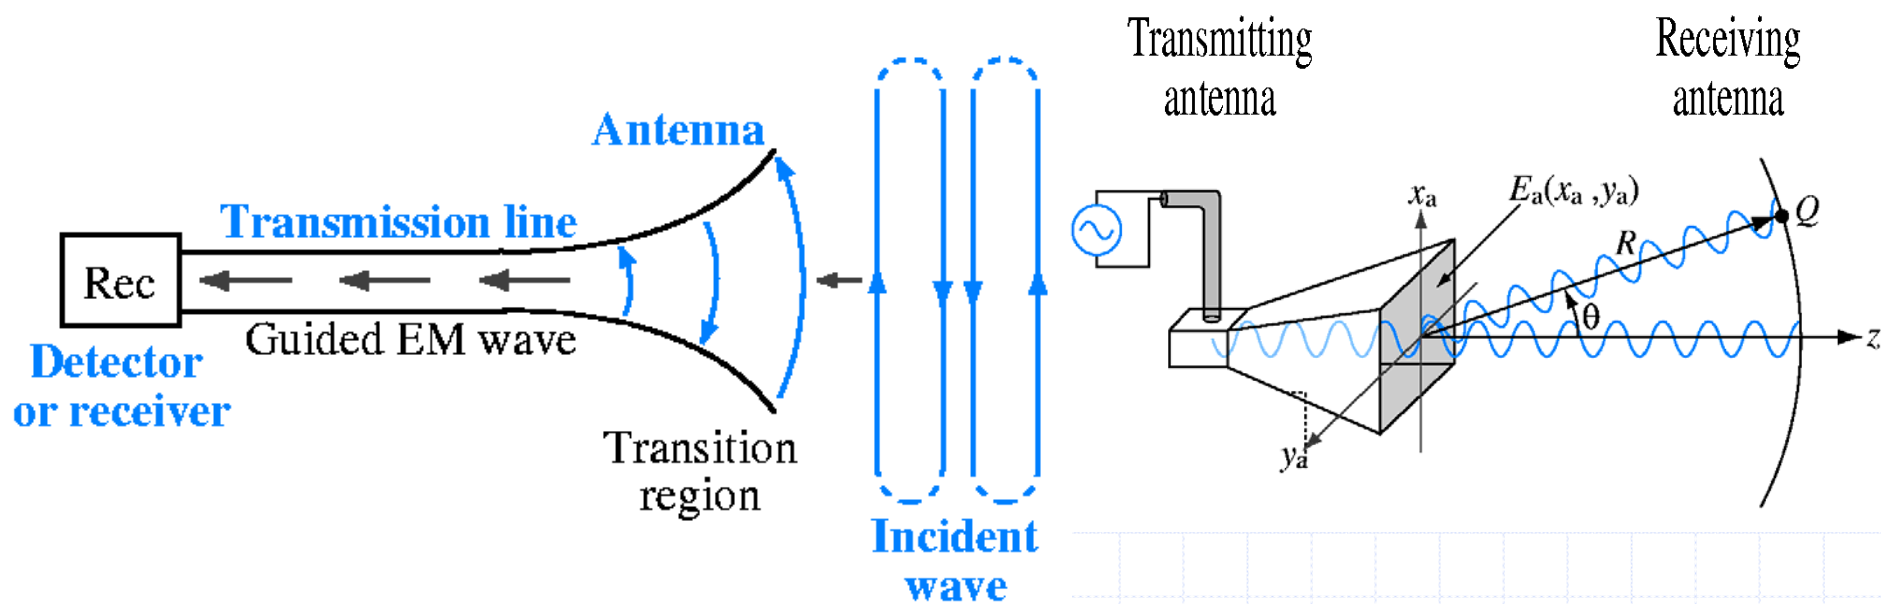 Antenna
Transmission line
Rec
Guided EM wave
Detector
or receiver
Transition
region
Incident
wave
Transmitting
antenna
Receiving
antenna
xa
Ea(xa ,ya)
Q
R
θ
z
ya